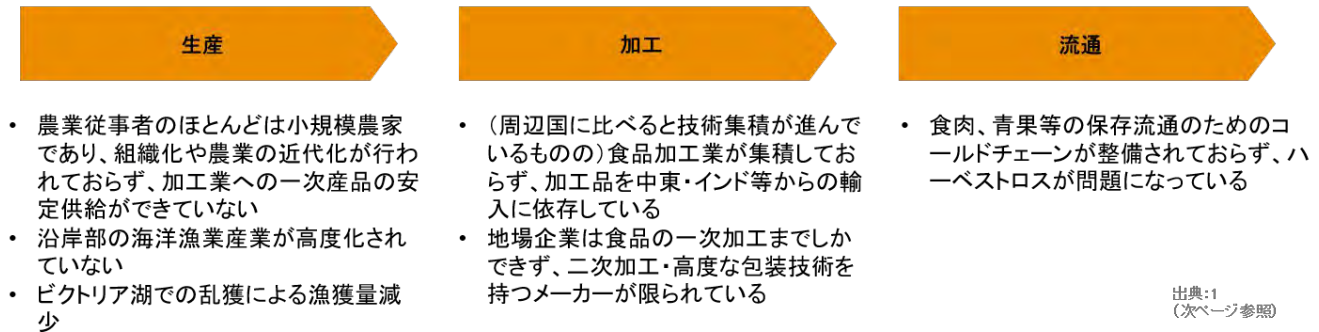 生産
• 農業従事者のほとんどは小規模農家
であり、組織化や農業の近代化が行わ
れておらず、加工業への一次産品の安
定供給ができていない
• 沿岸部の海洋漁業産業が高度化され
ていない
• ビクトリア湖での乱獲による漁獲量減
少
加工
• （周辺国に比べると技術集積が進んで
いるものの）食品加工業が集積してお
らず、加工品を中東・インド等からの輸
入に依存している
• 地場企業は食品の一次加工までしか
できず、二次加工・高度な包装技術を
持つメーカーが限られている
流通
• 食肉、青果等の保存流通のためのコ
ールドチェーンが整備されておらず、ハ
ーベストロスが問題になっている
出典：1
（次ページ参照）